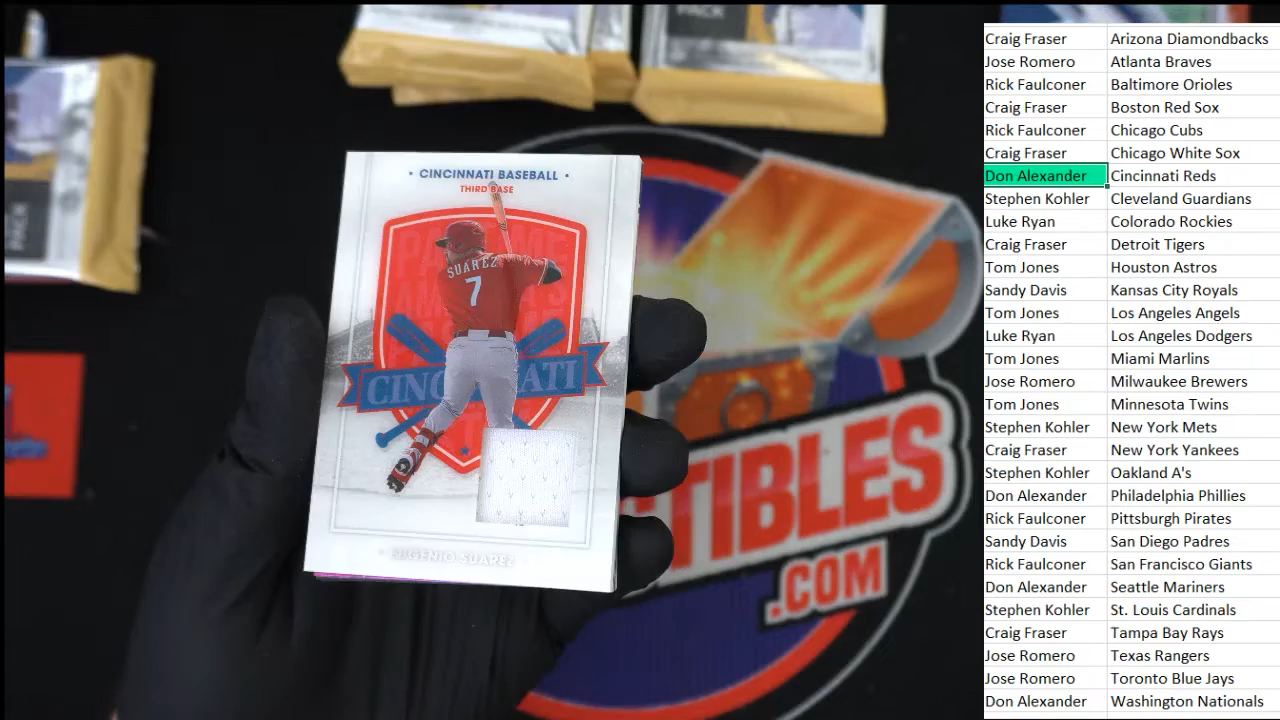 PACK
PACK
· CINCINNATI BASEBALL ·
THIRD BASE
SUAREZ
7
EUGENIO SUAREZ
TIBLES
.COM
Craig Fraser Arizona Diamondbacks
Jose Romero Atlanta Braves
Rick Faulconer Baltimore Orioles
Craig Fraser Boston Red Sox
Rick Faulconer Chicago Cubs
Craig Fraser Chicago White Sox
Don Alexander Cincinnati Reds
Stephen Kohler Cleveland Guardians
Luke Ryan Colorado Rockies
Craig Fraser Detroit Tigers
Tom Jones Houston Astros
Sandy Davis Kansas City Royals
Tom Jones Los Angeles Angels
Luke Ryan Los Angeles Dodgers
Tom Jones Miami Marlins
Jose Romero Milwaukee Brewers
Tom Jones Minnesota Twins
Stephen Kohler New York Mets
Craig Fraser New York Yankees
Stephen Kohler Oakland A's
Don Alexander Philadelphia Phillies
Rick Faulconer Pittsburgh Pirates
Sandy Davis San Diego Padres
Rick Faulconer San Francisco Giants
Don Alexander Seattle Mariners
Stephen Kohler St. Louis Cardinals
Craig Fraser Tampa Bay Rays
Jose Romero Texas Rangers
Jose Romero Toronto Blue Jays
Don Alexander Washington Nationals